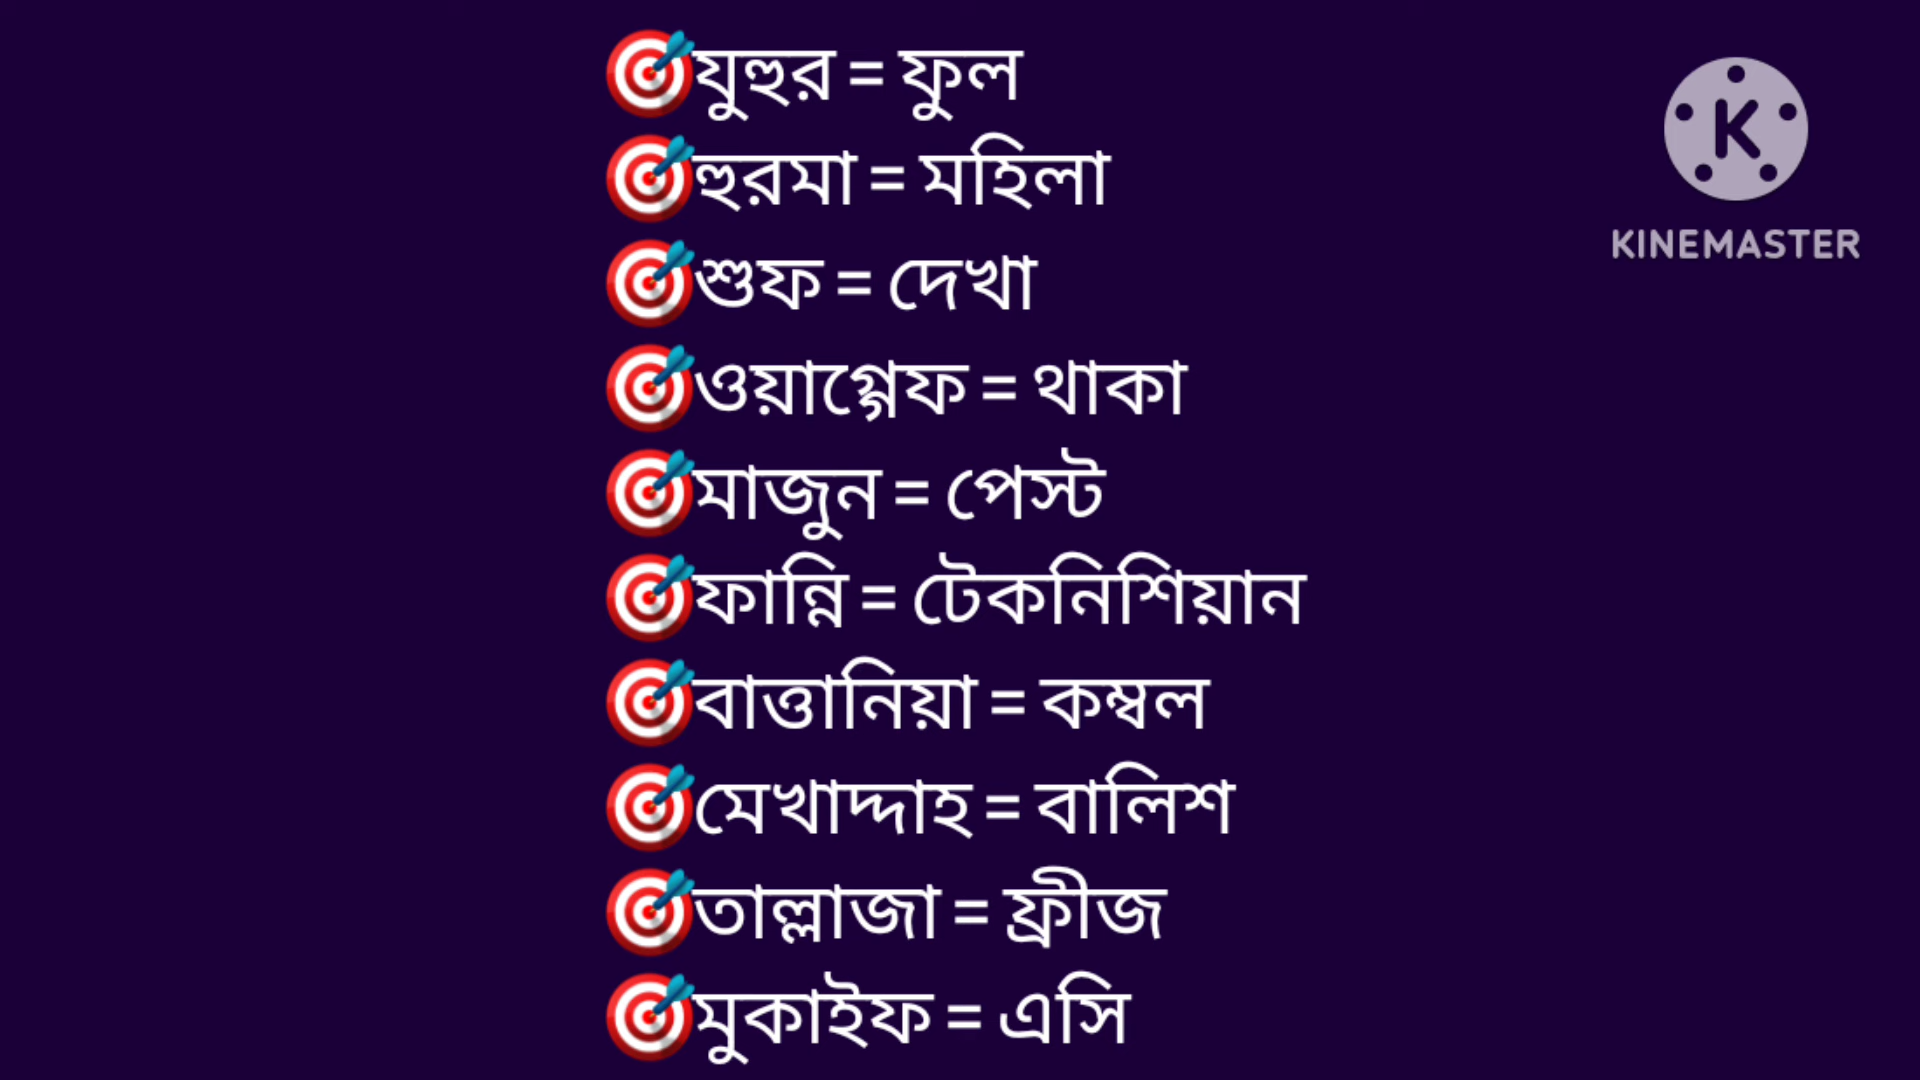 🎯যুহুর = ফুল
🎯হুরমা = মহিলা
🎯শুফ = দেখা
🎯ওয়াগ্গেফ = থাকা
🎯মাজুন = পেস্ট
🎯ফান্নি = টেকনিশিয়ান
🎯বাত্তানিয়া = কম্বল
🎯মেখাদ্দাহ = বালিশ
🎯তাল্লাজা = ফ্রীজ
🎯মুকাইফ = এসি
K
KINEMASTER